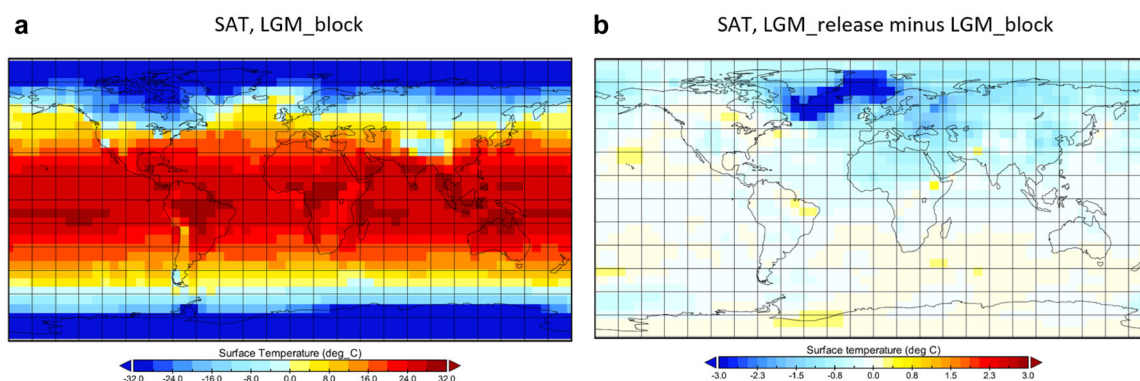 a
SAT, LGM_block
b
SAT, LGM_release minus LGM_block
Surface Temperature (deg_C)
-32.0 -24.0 -16.0 -8.0 0.0 8.0 16.0 24.0 32.0
Surface temperature (deg C)
-3.0 -2.3 -1.5 -0.8 0.0 0.8 1.5 2.3 3.0